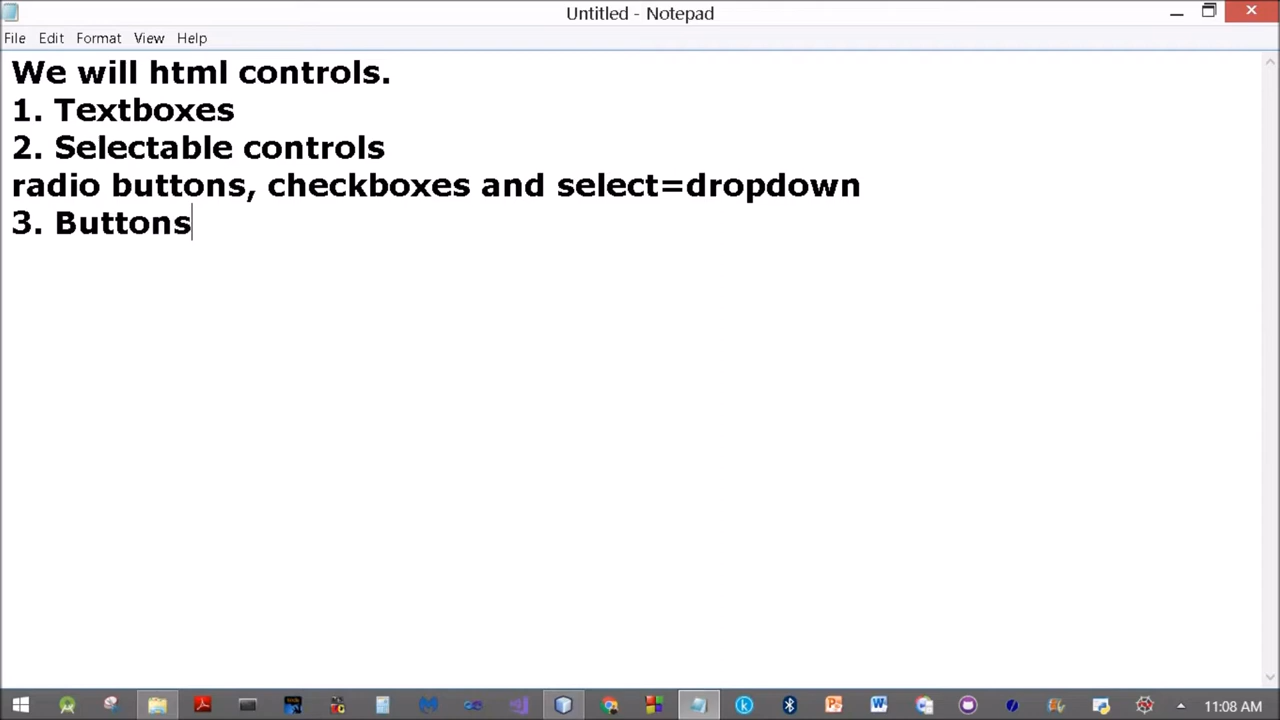 Untitled - Notepad
File Edit Format View Help
We will html controls.
1. Textboxes
2. Selectable controls
radio buttons, checkboxes and select=dropdown
3. Buttons
11:08 AM